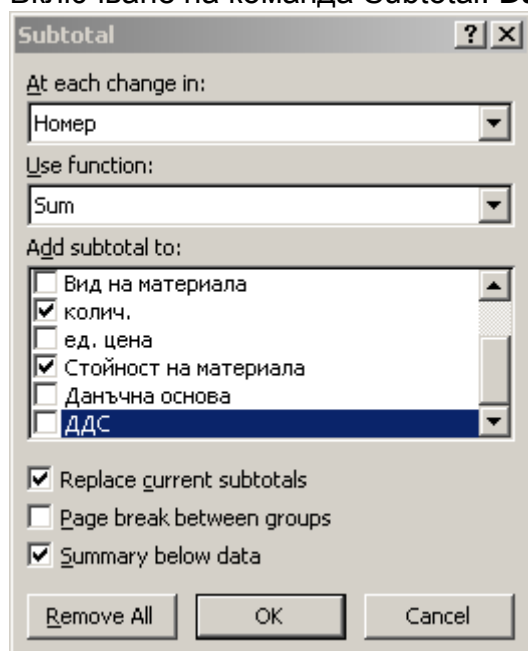 Subtotal
At each change in:
Номер
Use function:
Sum
Add subtotal to:
Вид на материала
колич.
ед. цена
Стойност на материала
Данъчна основа
ДДС
Replace current subtotals
Page break between groups
Summary below data
Remove All OK Cancel